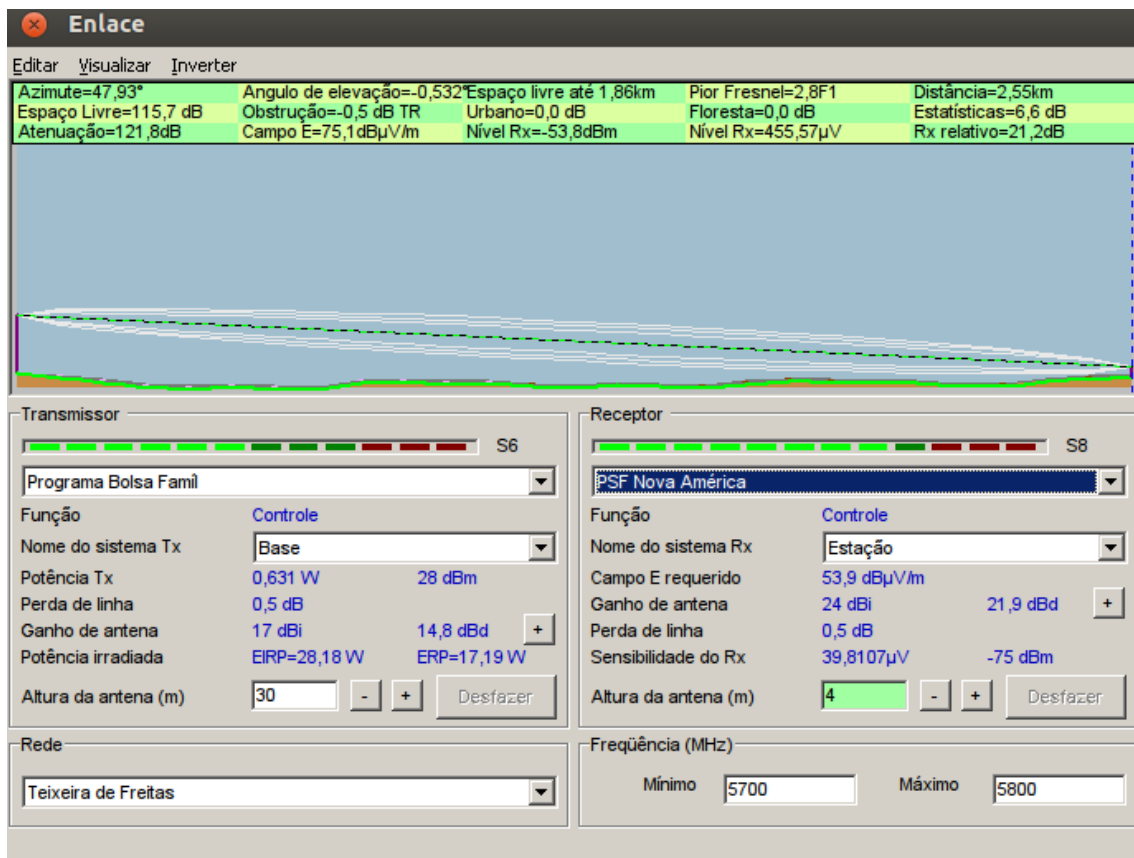 Enlace
Editar Visualizar Inverter
Azimute=47,93° Angulo de elevação=-0,532° Espaço livre até 1,86km Pior Fresnel=2,8F1 Distância=2,55km
Espaço Livre=115,7 dB Obstrução=-0,5 dB TR Urbano=0,0 dB Floresta=0,0 dB Estatísticas=6,6 dB
Atenuação=121,8dB Campo E=75,1dBµV/m Nível Rx=-53,8dBm Nível Rx=455,57µV Rx relativo=21,2dB
Transmissor
S6
Programa Bolsa Famíl
Função Controle
Nome do sistema Tx Base
Potência Tx 0,631 W 28 dBm
Perda de linha 0,5 dB
Ganho de antena 17 dBi 14,8 dBd +
Potência irradiada EIRP=28,18 W ERP=17,19 W
Altura da antena (m) 30 - + Desfazer
Receptor
S8
PSF Nova América
Função Controle
Nome do sistema Rx Estação
Campo E requerido 53,9 dBµV/m
Ganho de antena 24 dBi 21,9 dBd +
Perda de linha 0,5 dB
Sensibilidade do Rx 39,8107µV -75 dBm
Altura da antena (m) 4 - + Desfazer
Rede
Teixeira de Freitas
Freqüência (MHz)
Mínimo 5700 Máximo 5800